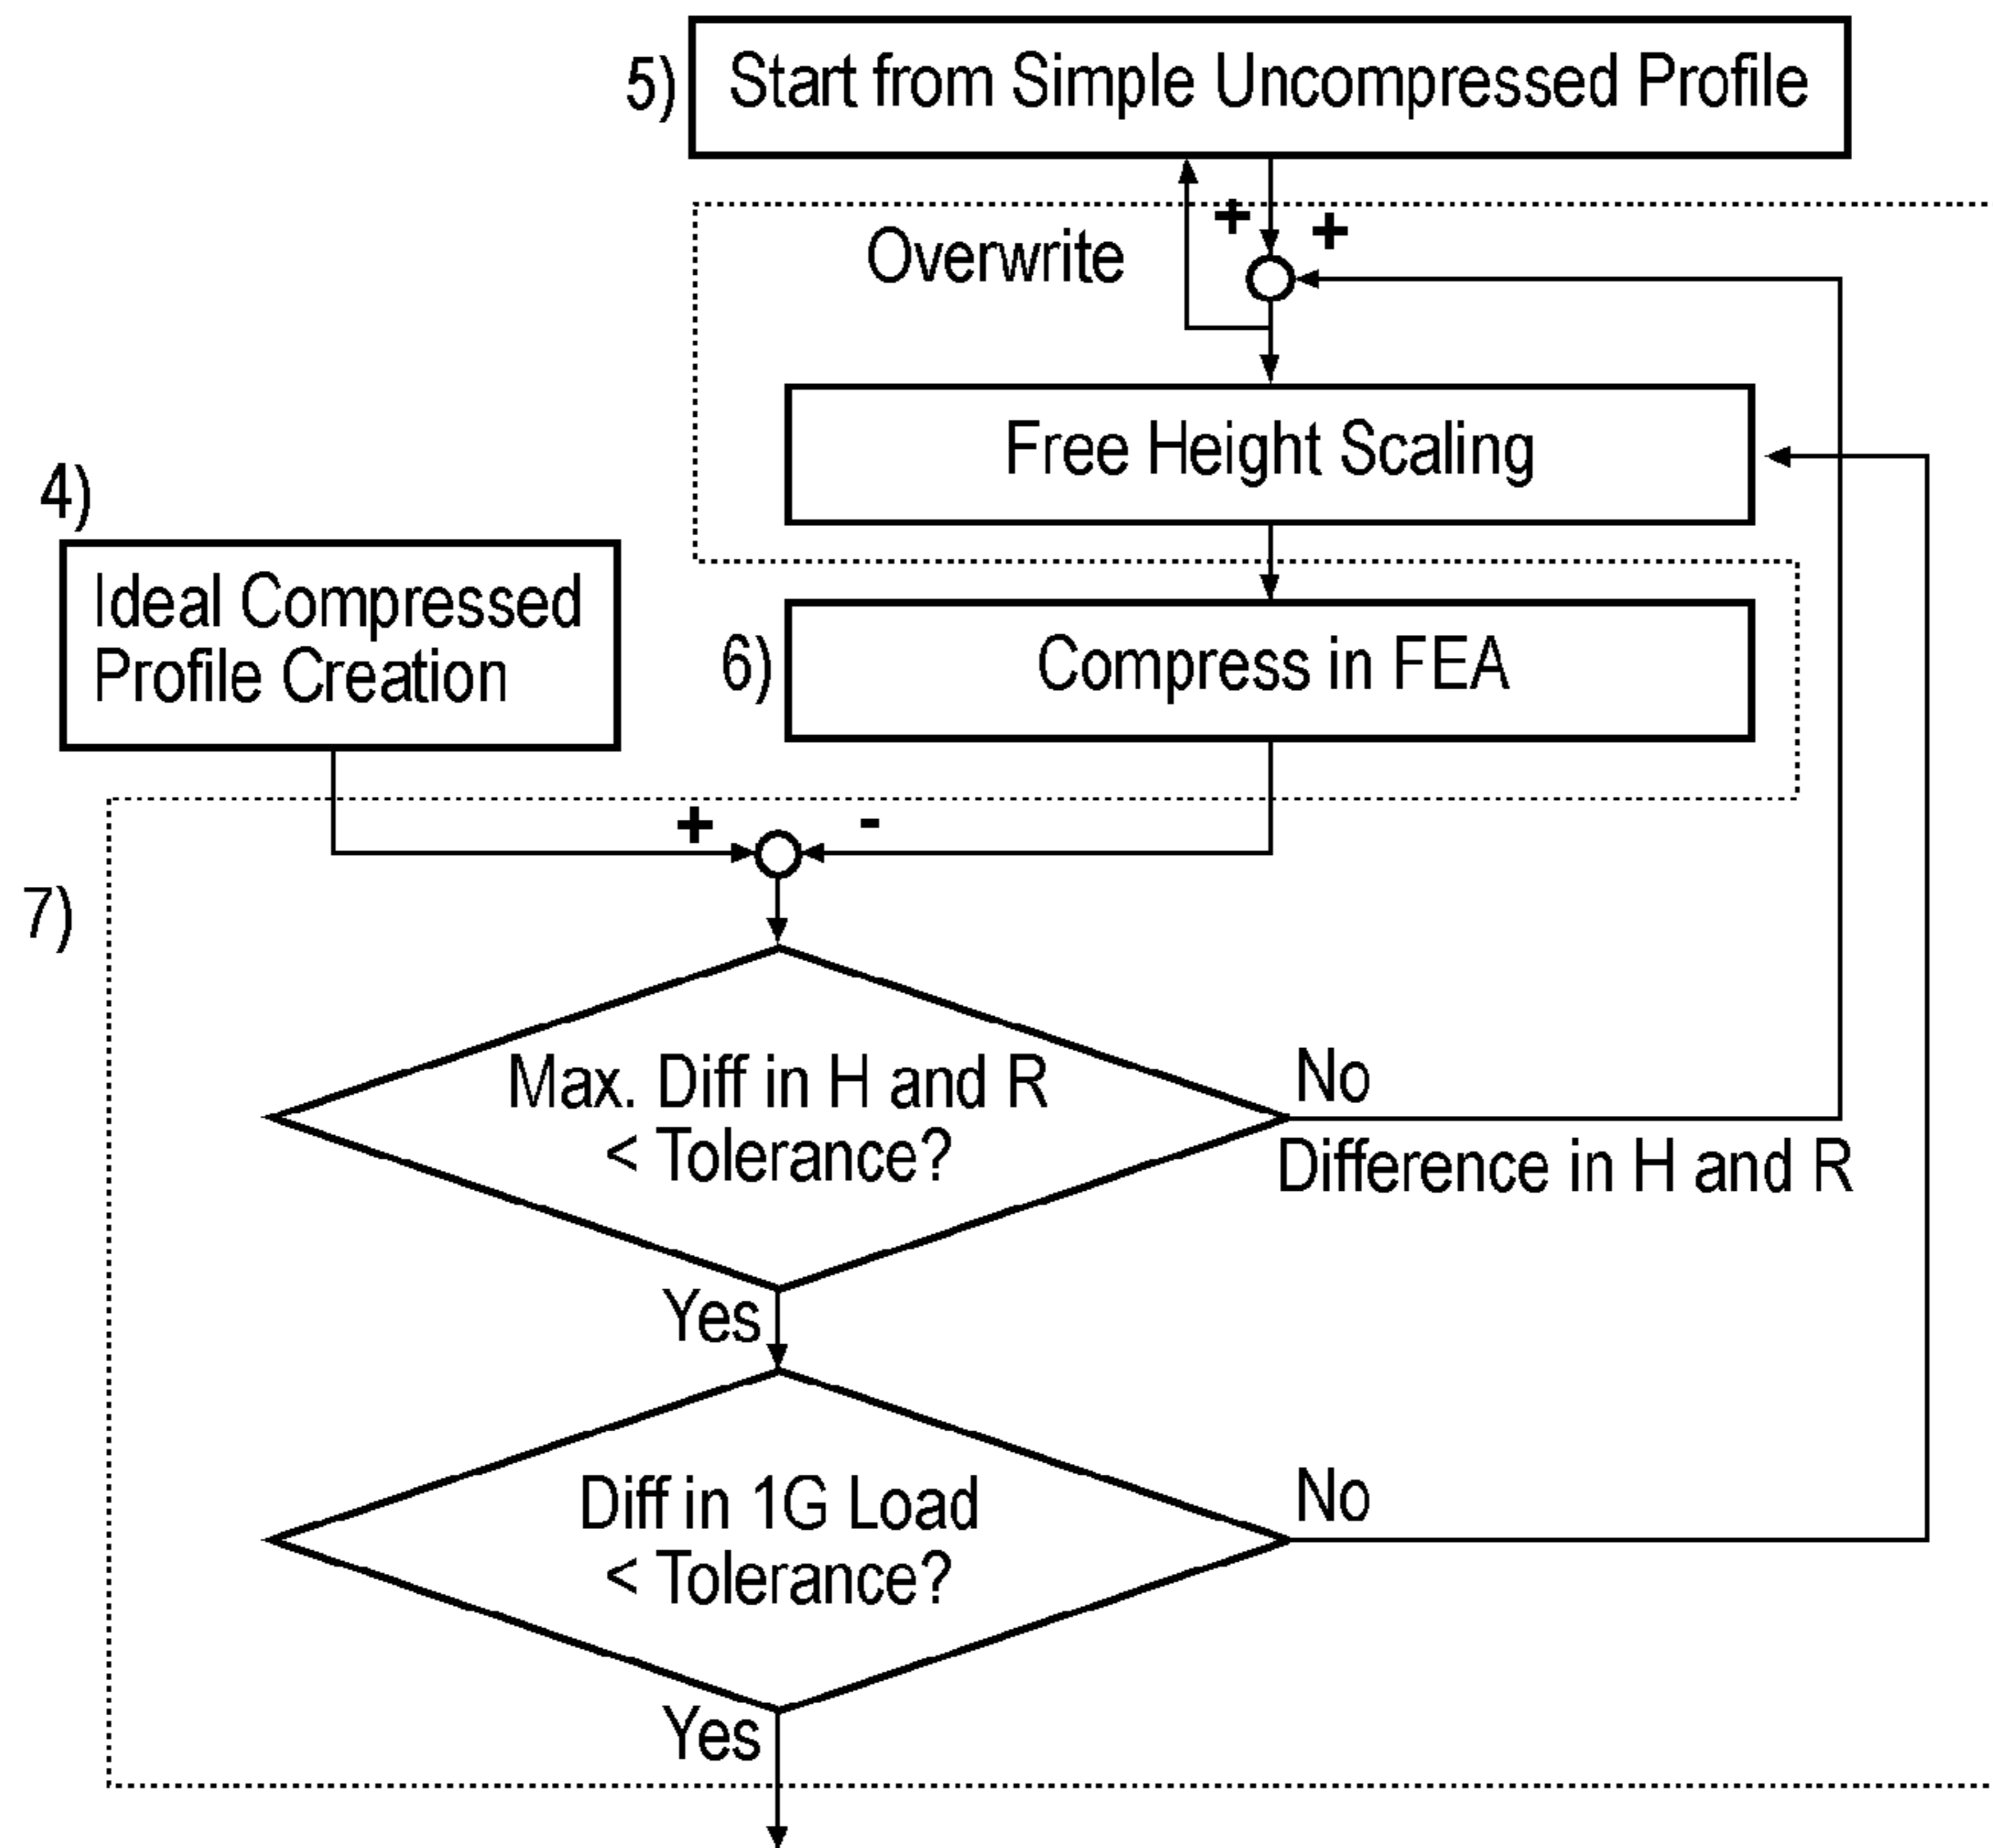 5)
Start from Simple Uncompressed Profile
+
+
Overwrite
Free Height Scaling
4)
Ideal Compressed
Profile Creation
6)
Compress in FEA
+
-
7)
Max. Diff in H and R
< Tolerance?
No
Difference in H and R
Yes
Diff in 1G Load
< Tolerance?
No
Yes